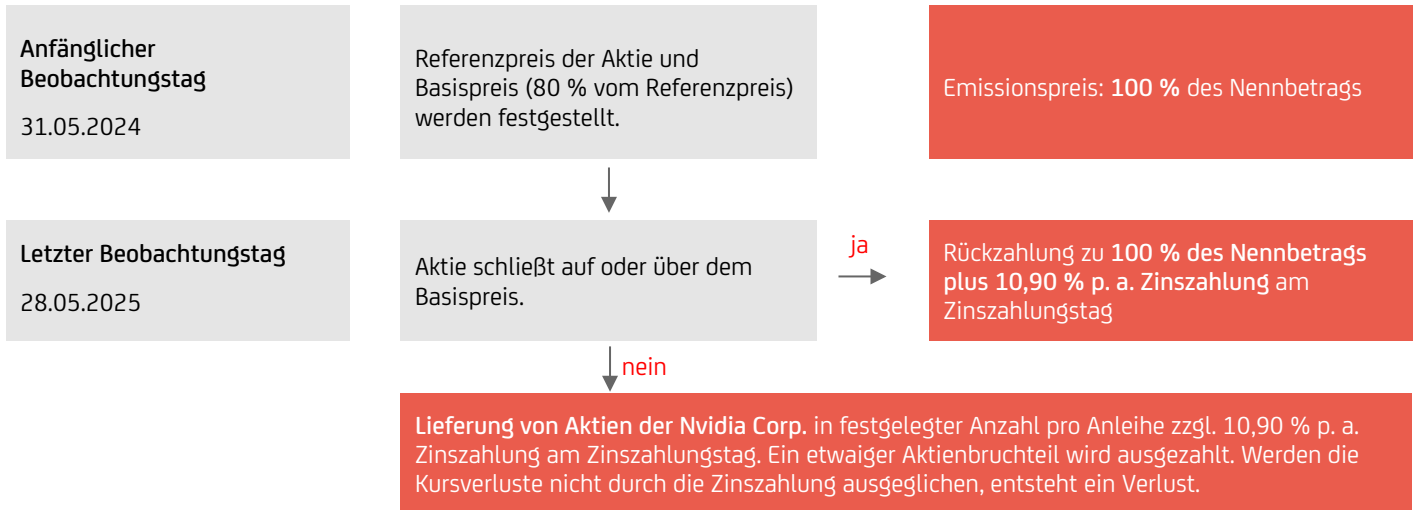 Anfänglicher
Beobachtungstag
31.05.2024
Referenzpreis der Aktie und
Basispreis (80 % vom Referenzpreis)
werden festgestellt.
Emissionspreis: 100 % des Nennbetrags
Letzter Beobachtungstag
28.05.2025
Aktie schließt auf oder über dem
Basispreis.
ja
Rückzahlung zu 100 % des Nennbetrags
plus 10,90 % p. a. Zinszahlung am
Zinszahlungstag
nein
Lieferung von Aktien der Nvidia Corp. in festgelegter Anzahl pro Anleihe zzgl. 10,90 % p. a.
Zinszahlung am Zinszahlungstag. Ein etwaiger Aktienbruchteil wird ausgezahlt. Werden die
Kursverluste nicht durch die Zinszahlung ausgeglichen, entsteht ein Verlust.